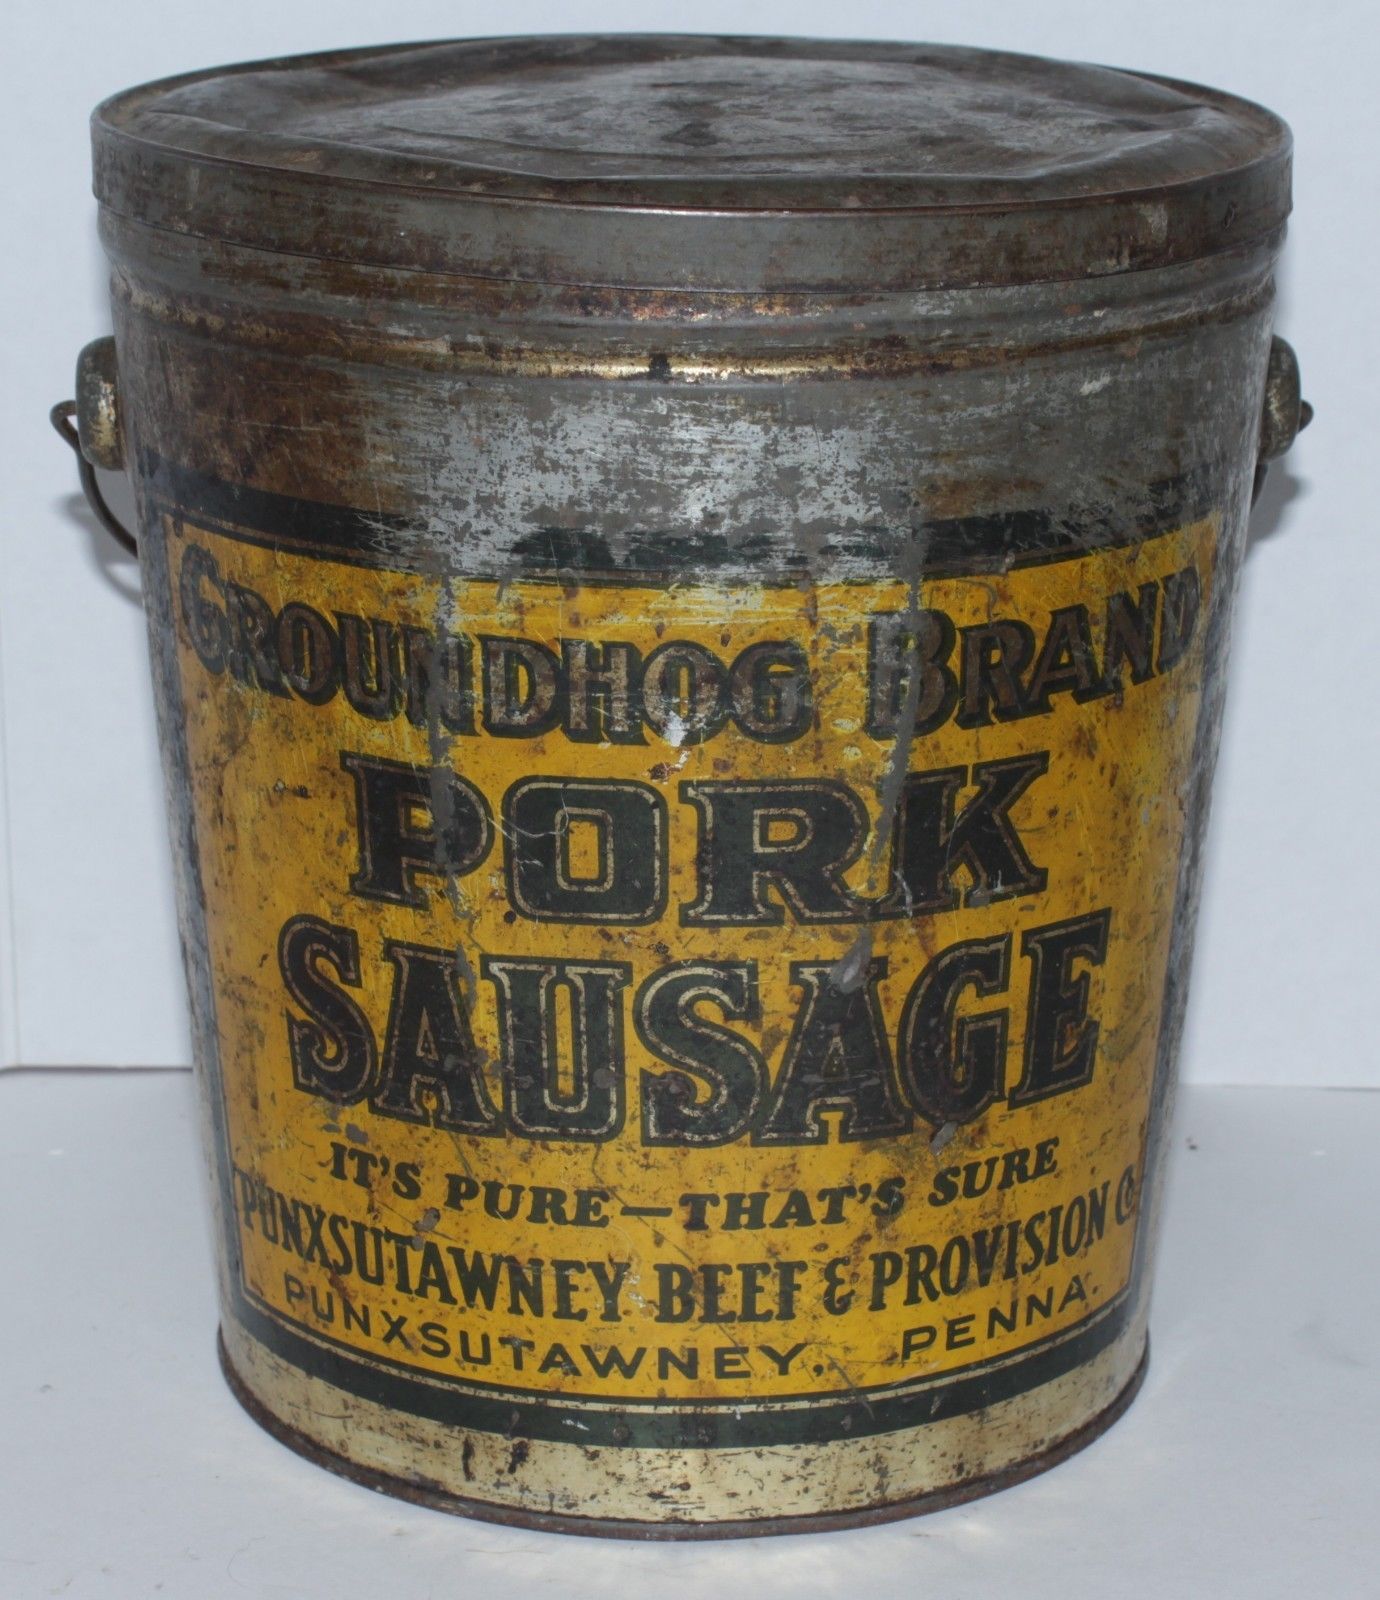 GROUNDHOG BRAND
PORK
SAUSAGE
IT'S PURE—THAT'S SURE
PUNXSUTAWNEY BEEF & PROVISION CO.
PUNXSUTAWNEY, PENNA.